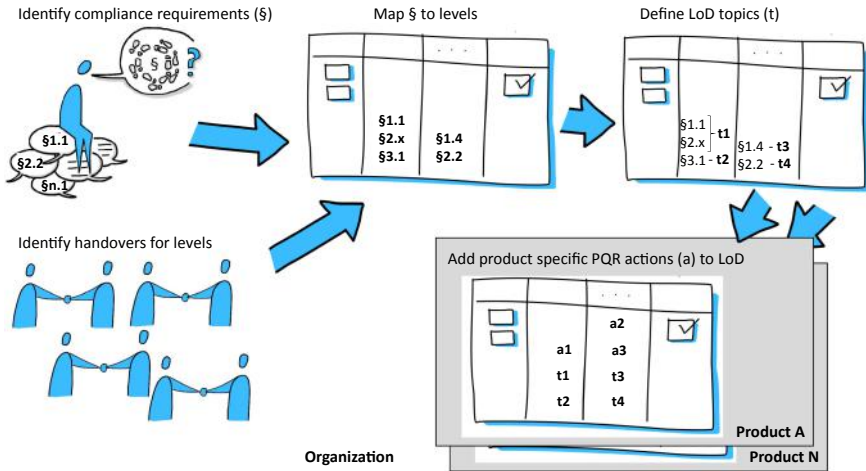 Identify compliance requirements (§)
Map § to levels
Define LoD topics (t)
§
?
§1.1
§2.2
§n.1
. . .
§1.1
§2.x
§3.1
§1.4
§2.2
. . .
§1.1
§2.x
t1
§3.1 - t2
§1.4 - t3
§2.2 - t4
Identify handovers for levels
Add product specific PQR actions (a) to LoD
. . .
a2
a1
a3
t1
t3
t2
t4
Product A
Organization
Product N